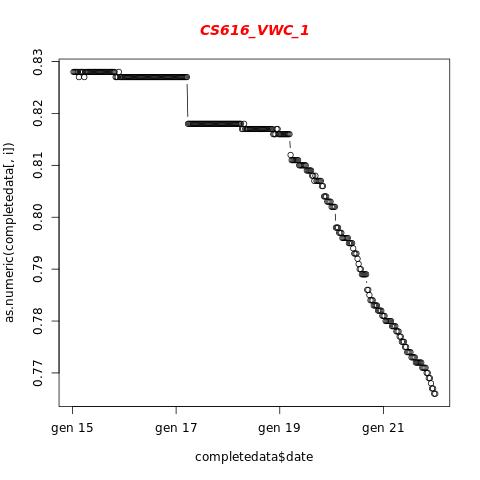 CS616_VWC_1
as.numeric(completedata[, i])
0.83
0.82
0.81
0.80
0.79
0.78
0.77
gen 15
gen 17
gen 19
gen 21
completedata$date